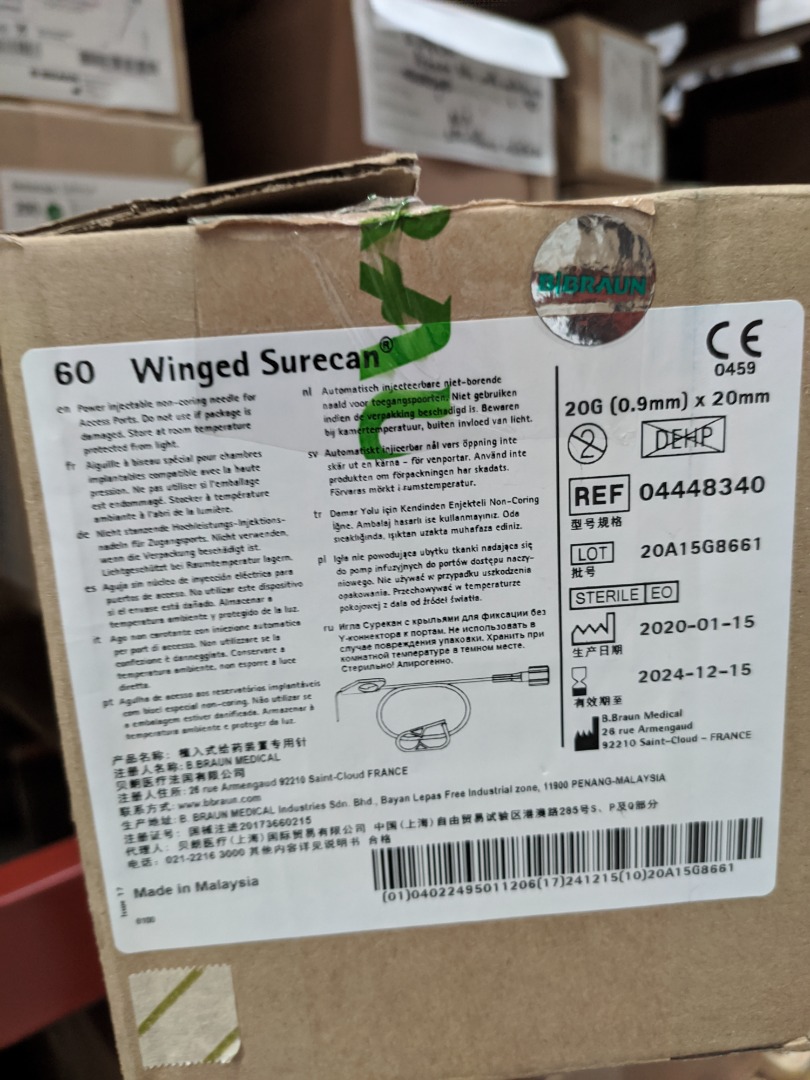 B|BRAUN
60 Winged Surecan®
en Power injectable non-coring needle for
Access Ports. Do not use if package is
damaged. Store at room temperature
protected from light.
fr Aiguille à biseau spécial pour chambres
implantables compatible avec la haute
pression. Ne pas utiliser si l'emballage
est endommagé. Stocker à température
ambiante à l'abri de la lumière.
de Nicht stanzende Hochleistungs-Injektions-
nadeln für Zugangsports. Nicht verwenden,
wenn die Verpackung beschädigt ist.
Lichtgeschützt bei Raumtemperatur lagern.
es Aguja sin núcleo de inyección eléctrica para
puertos de acceso. No utilizar este dispositivo
si el envase está dañado. Almacenar a
temperatura ambiente y protegido de la luz.
it Ago non carotante con iniezione automatica
per port di accesso. Non utilizzare se la
confezione è danneggiata. Conservare a
temperatura ambiente, non esporre a luce
diretta.
pt Agulha de acesso aos reservatórios implantáveis
com bisel especial non-coring. Não utilizar se
a embalagem estiver danificada. Armazenar à
temperatura ambiente e proteger da luz.
nl Automatisch injecteerbare niet-borende
naald voor toegangspoorten. Niet gebruiken
indien de verpakking beschadigd is. Bewaren
bij kamertemperatuur, buiten invloed van licht.
sv Automatiskt injicerbar nål vars öppning inte
skär ut en kärna - för venportar. Använd inte
produkten om förpackningen har skadats.
Förvaras mörkt i rumstemperatur.
tr Damar Yolu için Kendinden Enjekteli Non-Coring
İğne. Ambalaj hasarlı ise kullanmayınız. Oda
sıcaklığında, ışıktan uzakta muhafaza ediniz.
pl Igła nie powodująca ubytku tkanki nadająca się
do pomp infuzyjnych do portów dostępu naczy-
niowego. Nie używać w przypadku uszkodzenia
opakowania. Przechowywać w temperaturze
pokojowej z dala od źródeł światła.
ru Игла Сурекан с крыльями для фиксации без
Y-коннектора к портам. Не использовать в
случае повреждения упаковки. Хранить при
комнатной температуре в темном месте.
Стерильно! Апирогенно.
CE
0459
20G (0.9mm) x 20mm
2 DEHP
REF 04448340
型号规格
LOT 20A15G8661
批号
STERILE EO
2020-01-15
生产日期
2024-12-15
有效期至
B.Braun Medical
26 rue Armengaud
92210 Saint-Cloud - FRANCE
产品名称: 植入式给药装置专用针
注册人名称: B.BRAUN MEDICAL
贝朗医疗法国有限公司
注册人住所: 26 rue Armengaud 92210 Saint-Cloud FRANCE
联系方式: www.bbraun.com
生产地址: B. BRAUN MEDICAL Industries Sdn. Bhd., Bayan Lepas Free Industrial zone, 11900 PENANG-MALAYSIA
注册证号: 国械注进20173660215
代理人: 贝朗医疗(上海)国际贸易有限公司 中国(上海)自由贸易试验区港澳路285号S、P及Q部分
电话: 021-2216 3000 其他内容详见说明书 合格
Made in Malaysia
(01)04022495011206(17)241215(10)20A15G8661